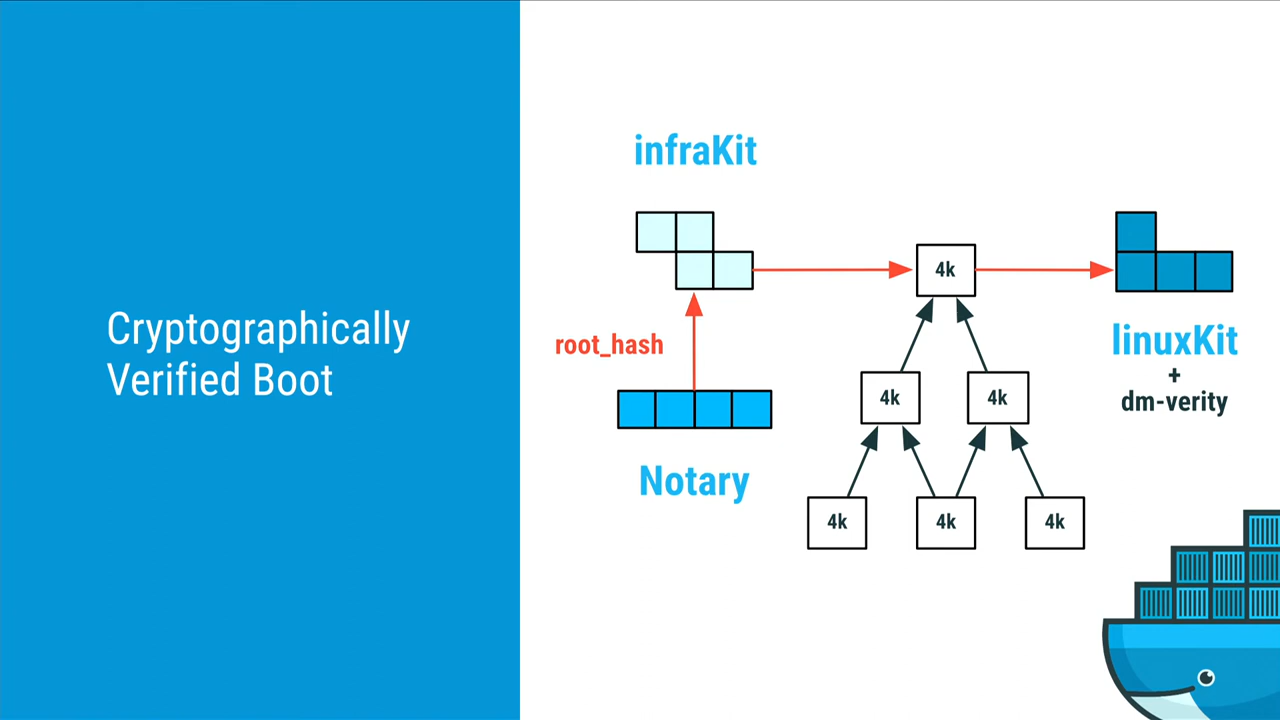 Cryptographically
Verified Boot
infraKit
root_hash
Notary
4k
4k
4k
4k
4k
4k
linuxKit
+
dm-verity